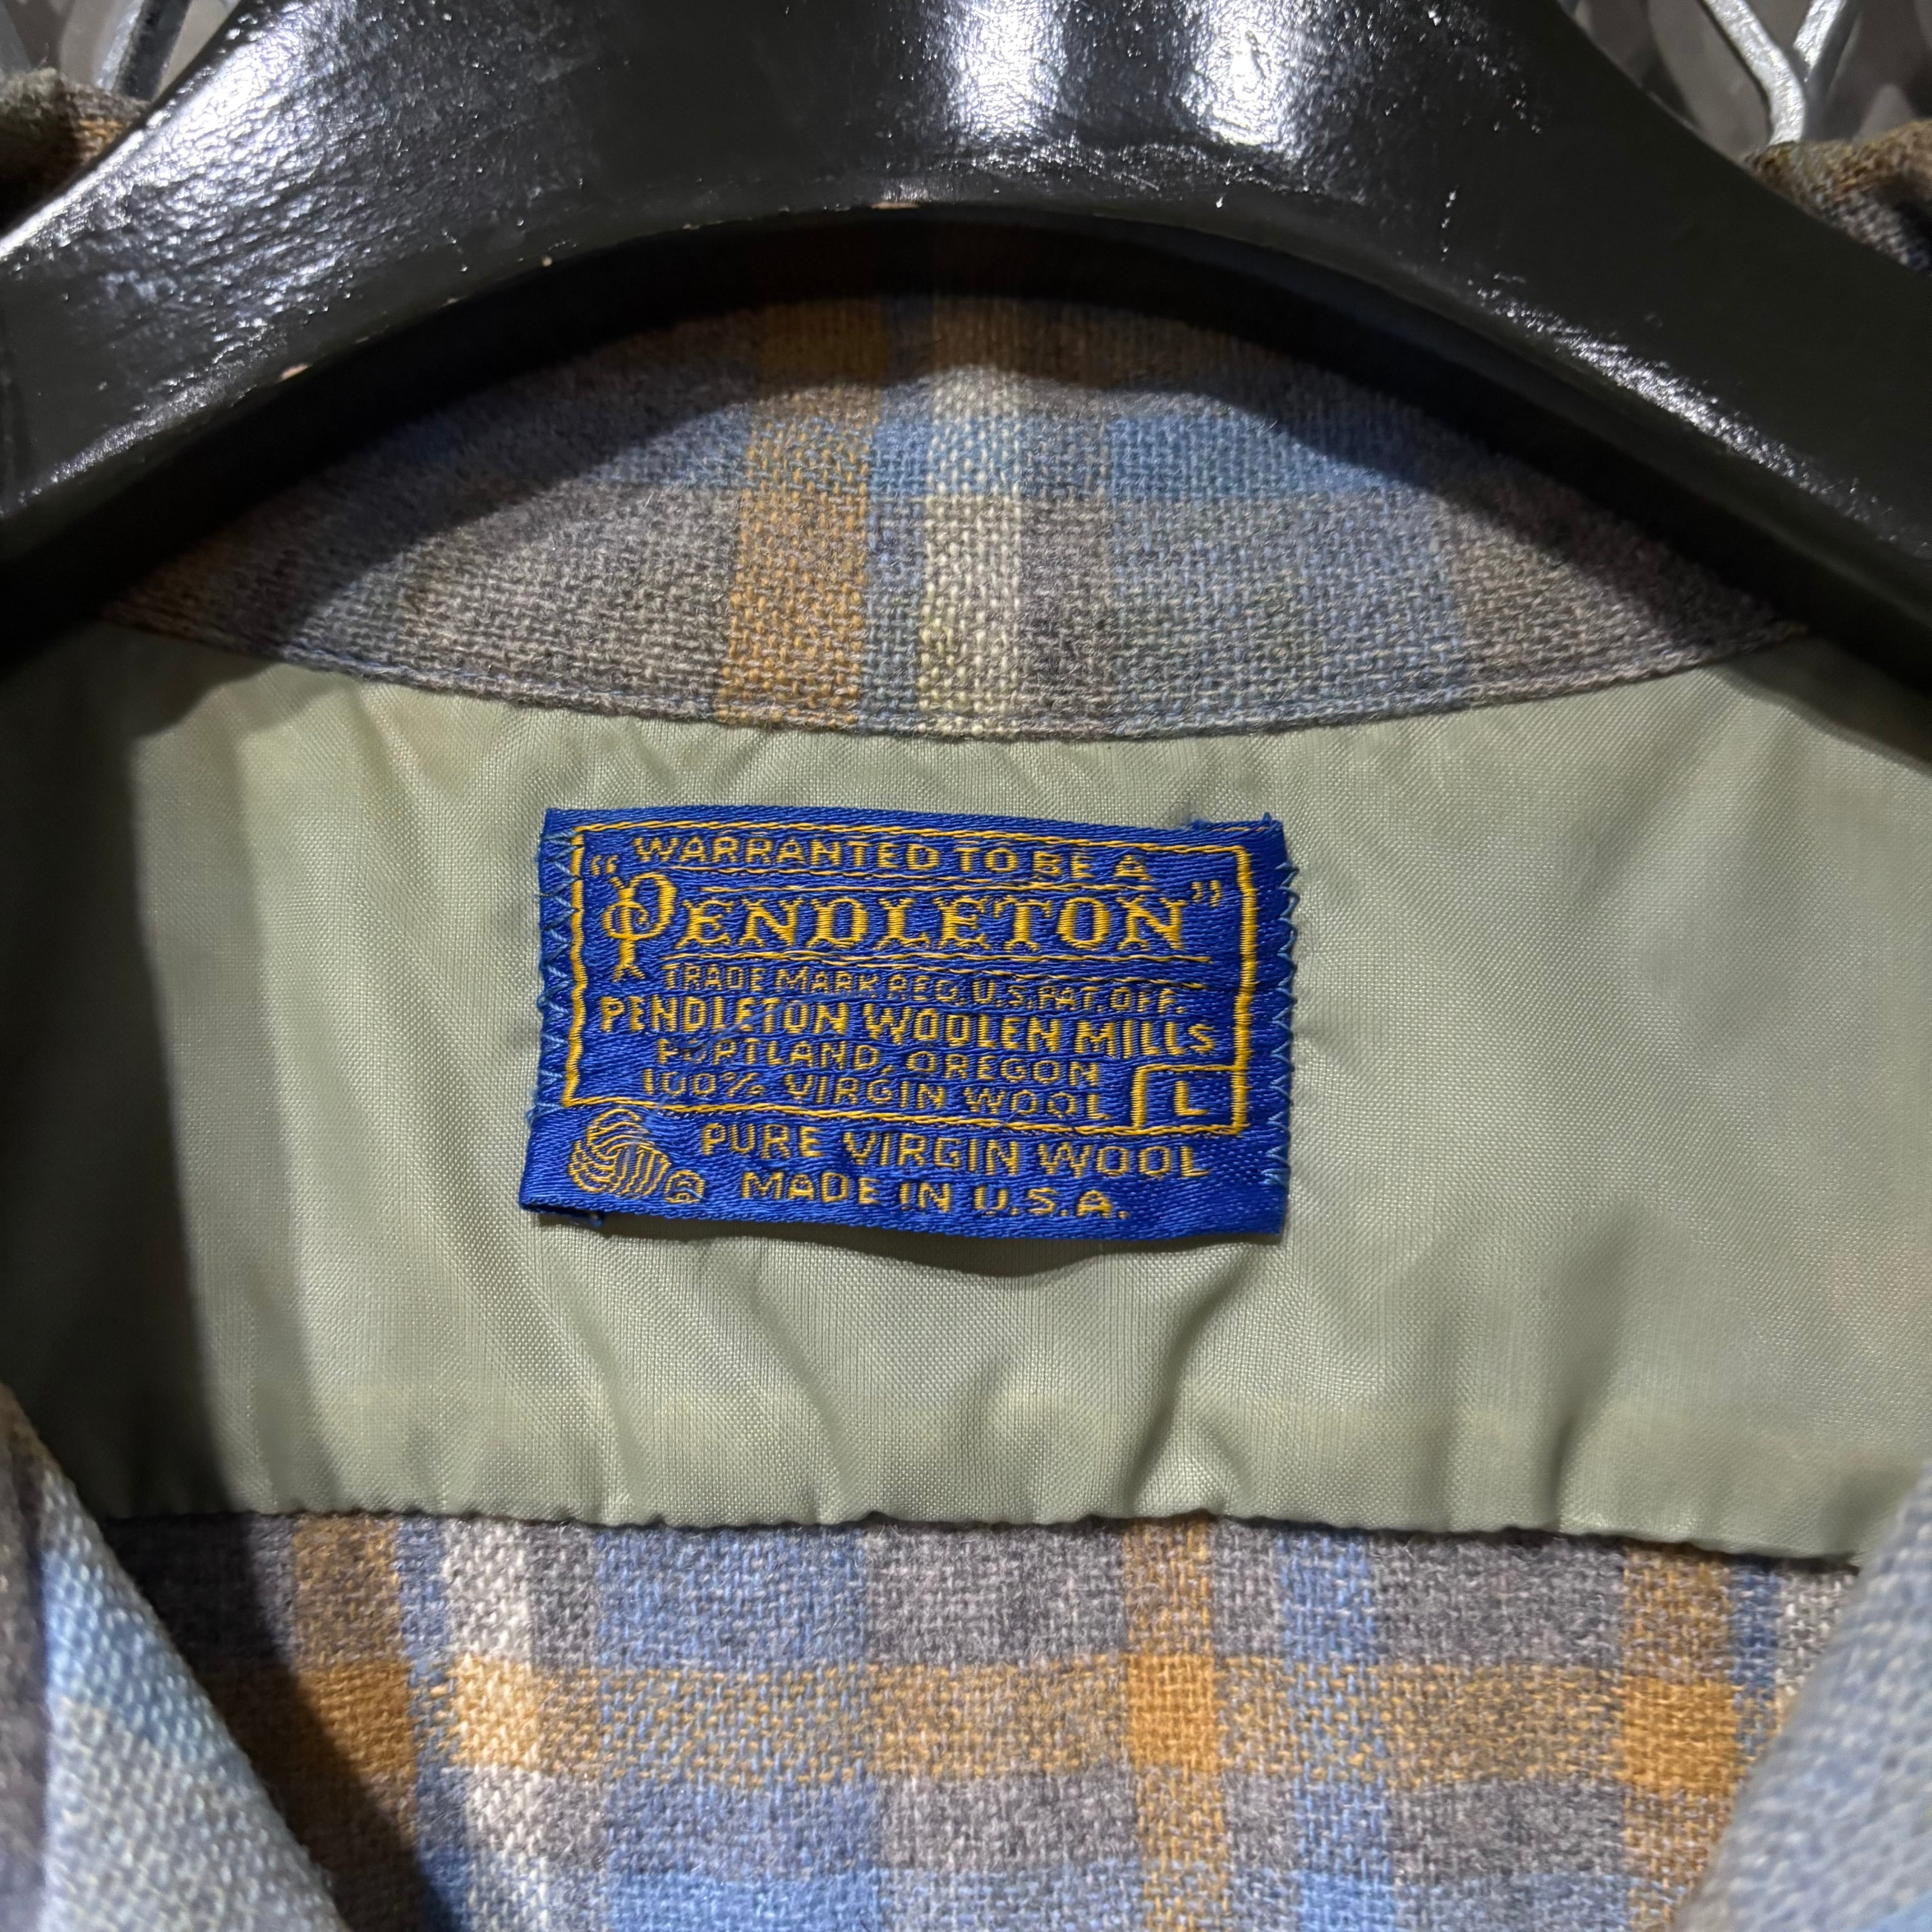 WARRANTED TO BE A
"PENDLETON"
TRADE MARK REG. U.S. PAT. OFF.
PENDLETON WOOLEN MILLS
PORTLAND, OREGON
100% VIRGIN WOOL L
PURE VIRGIN WOOL
R MADE IN U.S.A.